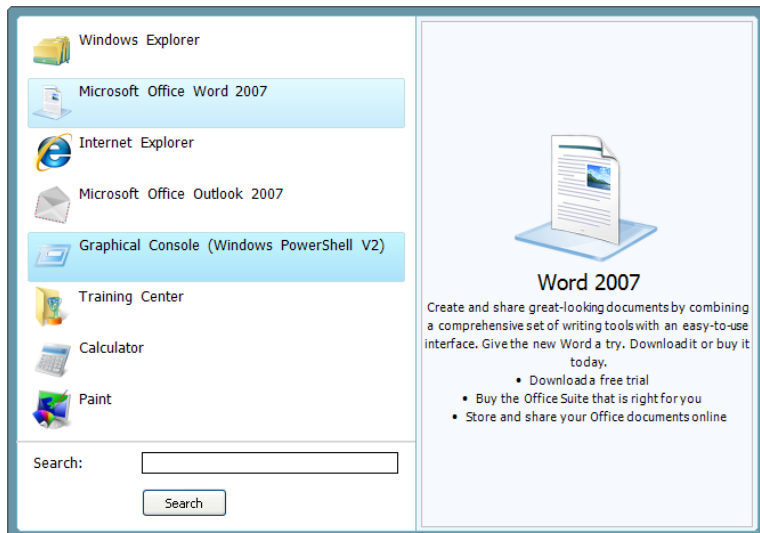 Windows Explorer
Microsoft Office Word 2007
Internet Explorer
Microsoft Office Outlook 2007
Graphical Console (Windows PowerShell V2)
Training Center
Calculator
Paint
Search:
Search
Word 2007
Create and share great-looking documents by combining
a comprehensive set of writing tools with an easy-to-use
interface. Give the new Word a try. Download it or buy it
today.
• Download a free trial
• Buy the Office Suite that is right for you
• Store and share your Office documents online